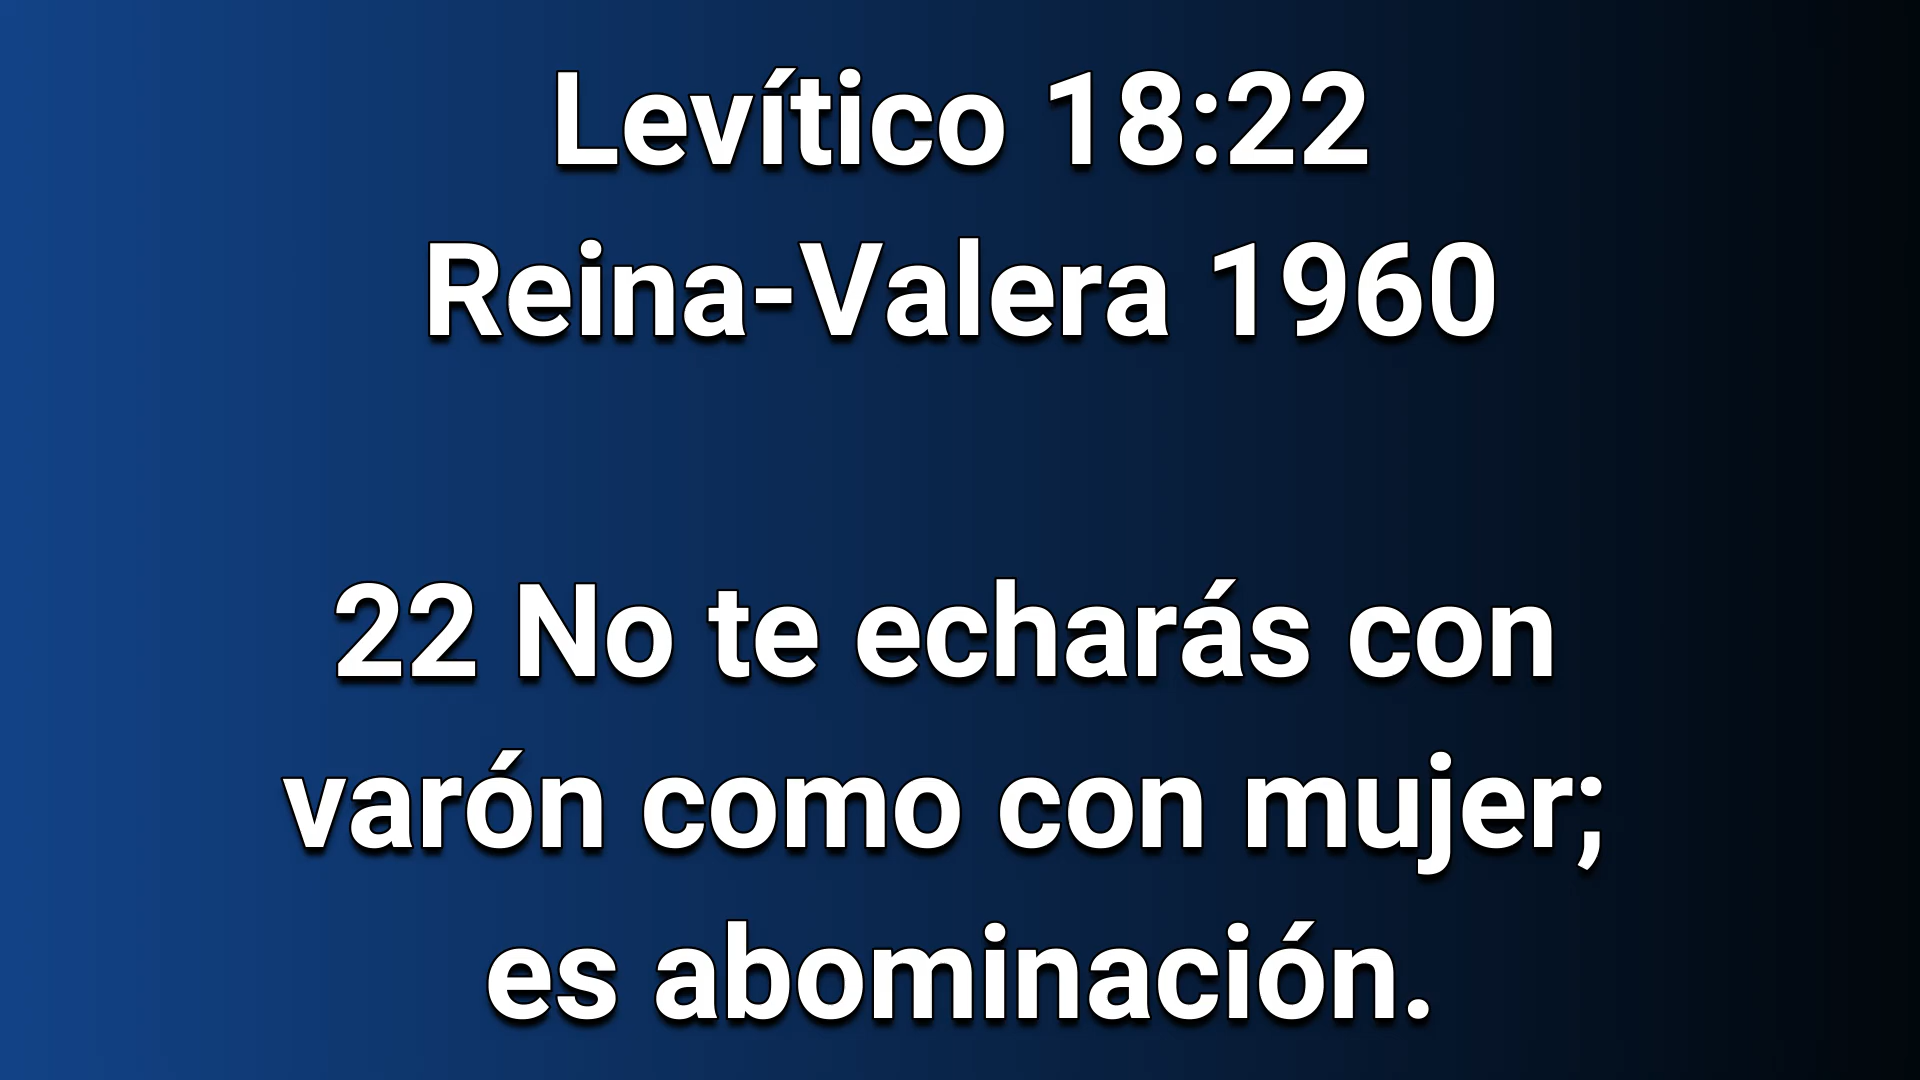 Levítico 18:22
Reina-Valera 1960
22 No te echarás con
varón como con mujer;
es abominación.